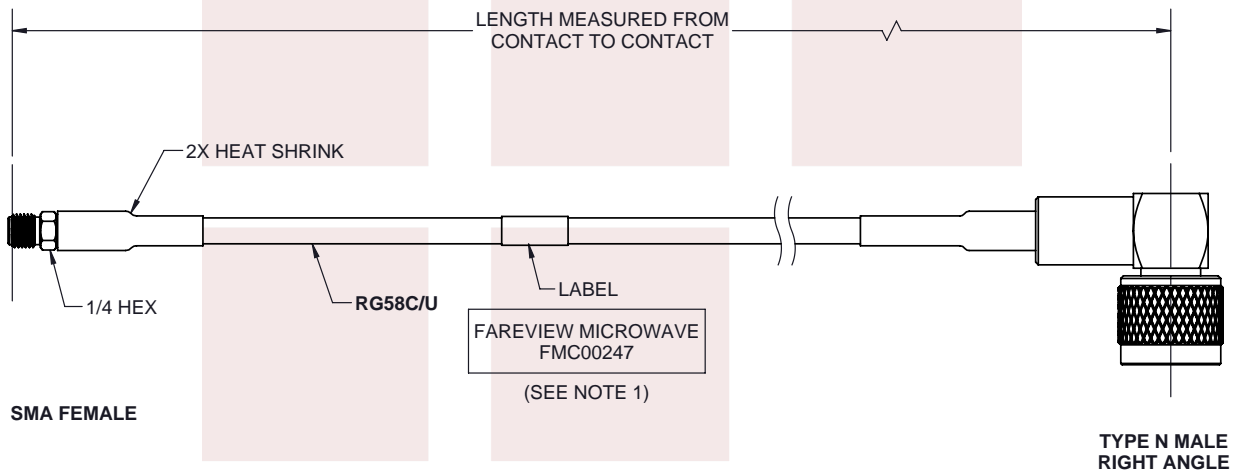 LENGTH MEASURED FROM
CONTACT TO CONTACT
2X HEAT SHRINK
1/4 HEX
RG58C/U
LABEL
FAREVIEW MICROWAVE
FMC00247
(SEE NOTE 1)
SMA FEMALE
TYPE N MALE
RIGHT ANGLE